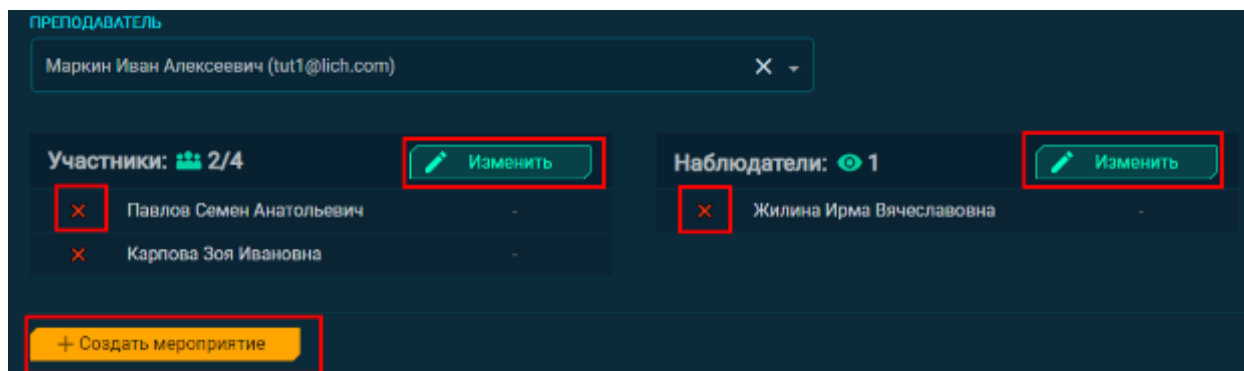 ПРЕПОДАВАТЕЛЬ
Маркин Иван Алексеевич (tut1@lich.com)
Участники: 2/4 Изменить
Наблюдатели: 1 Изменить
Павлов Семен Анатольевич -
Жилина Ирма Вячеславовна -
Карпова Зоя Ивановна -
+ Создать мероприятие